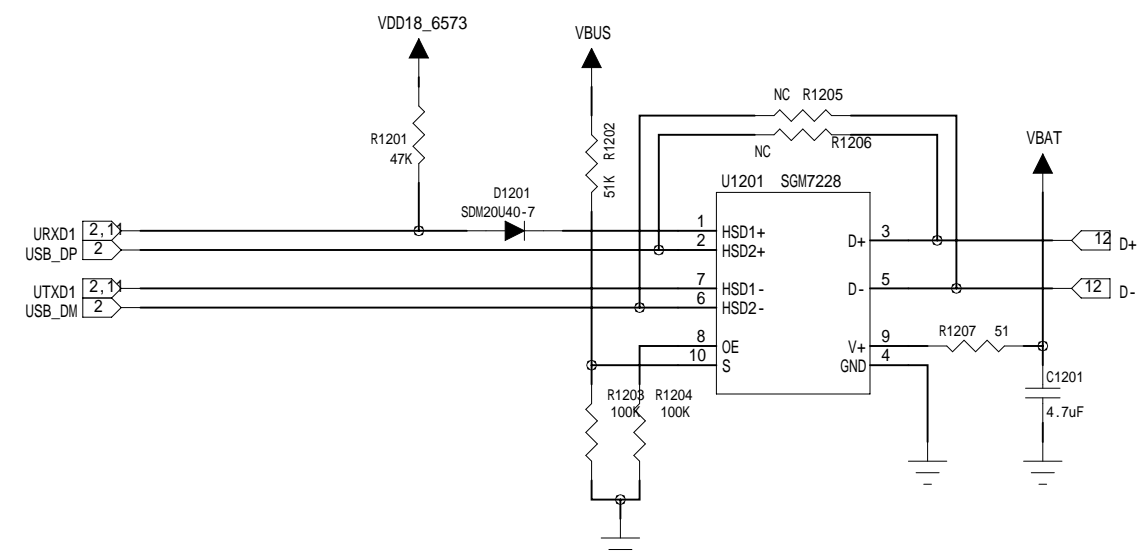 VDD18_6573
VBUS
NC R1205
R1206
NC
VBAT
R1201
47K
R1202
51K
U1201 SGM7228
D1201
SDM20U40-7
URXD1 2,11
USB_DP 2
UTXD1 2,11
USB_DM 2
1 HSD1+
2 HSD2+
7 HSD1-
6 HSD2-
8 OE
10 S
D+ 3
D- 5
V+ 9
GND 4
12 D+
12 D-
R1207 51
C1201
4.7uF
R1203
100K
R1204
100K